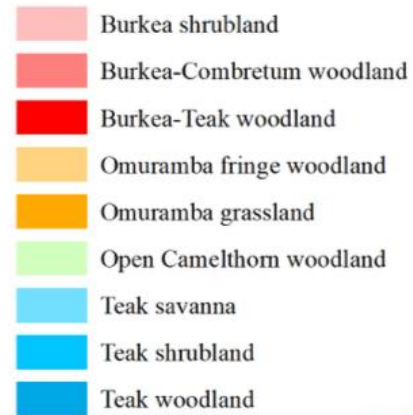 Burkea shrubland
Burkea-Combretum woodland
Burkea-Teak woodland
Omuramba fringe woodland
Omuramba grassland
Open Camelthorn woodland
Teak savanna
Teak shrubland
Teak woodland